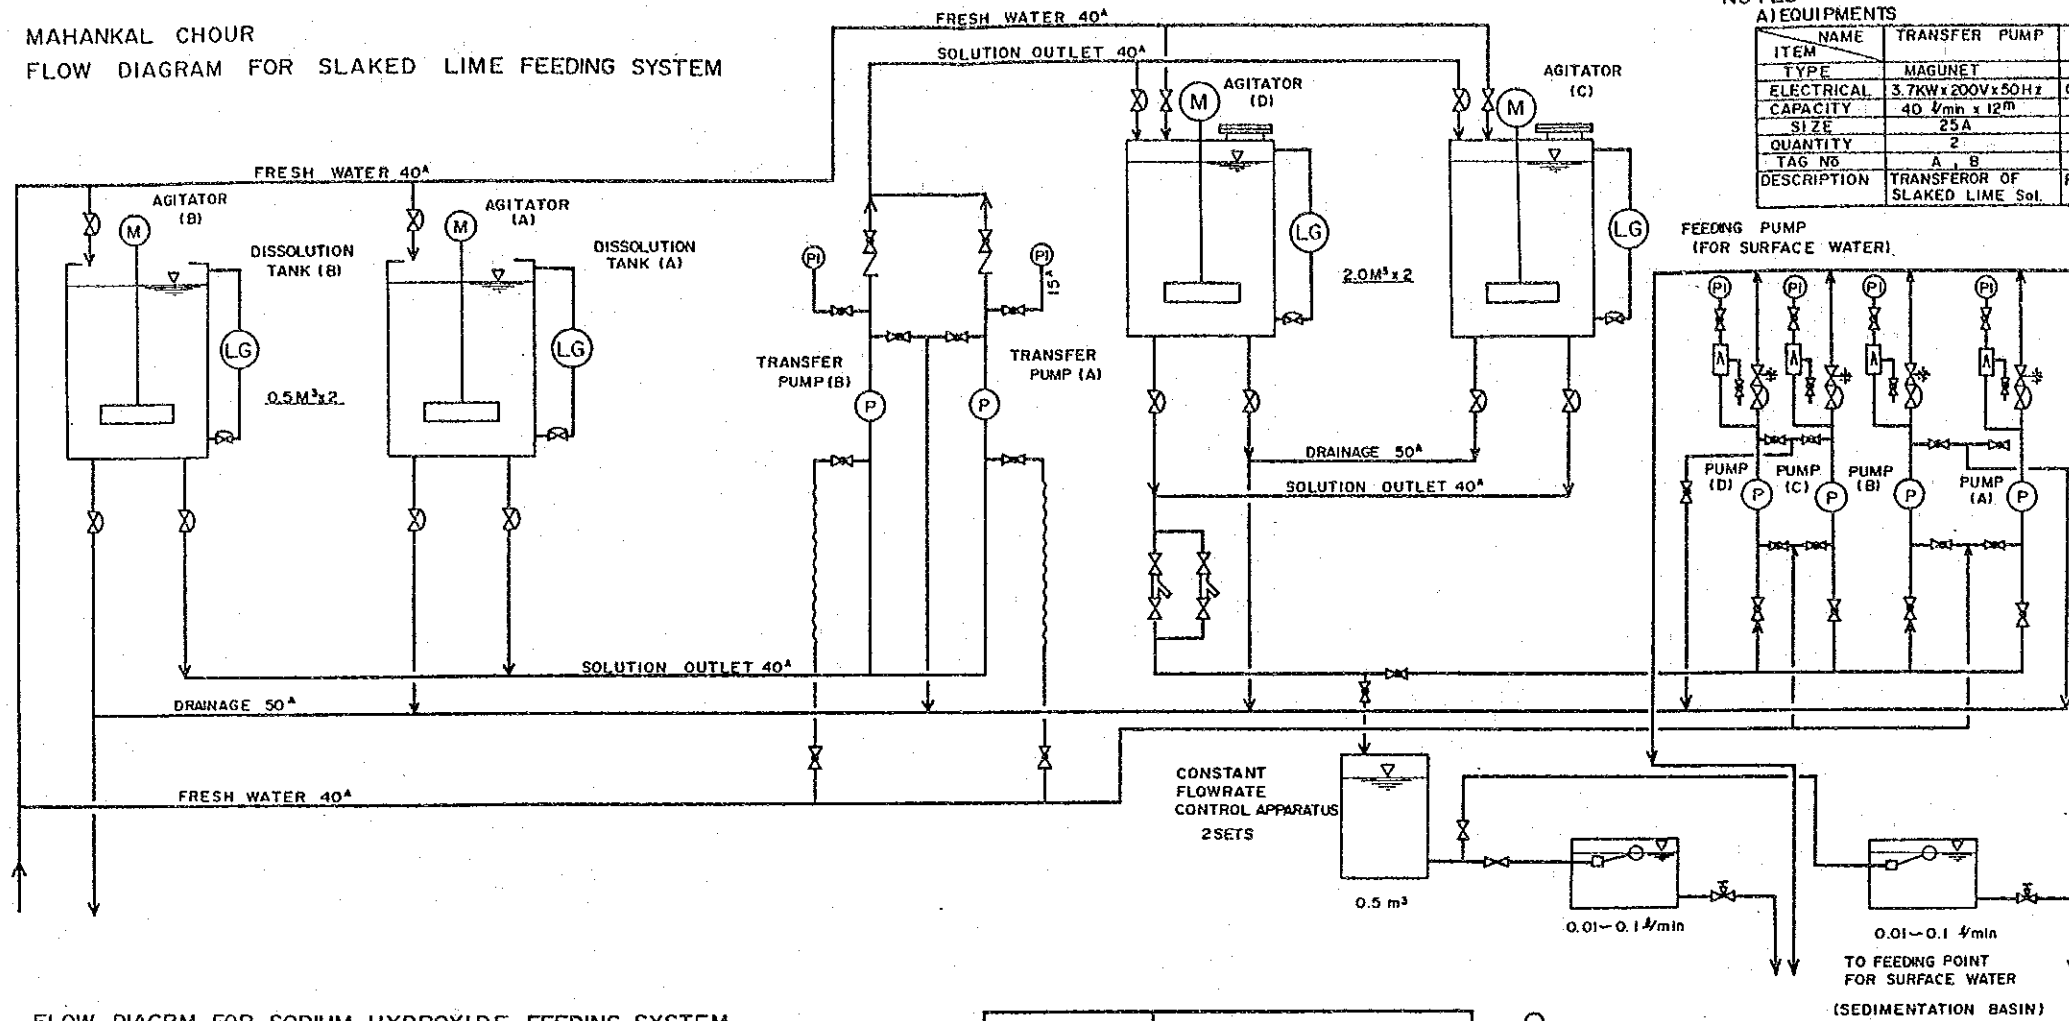 MAHANKAL CHOUR
FLOW DIAGRAM FOR SLAKED LIME FEEDING SYSTEM
A) EQUIPMENTS
NAME
ITEM
TRANSFER PUMP
TYPE MAGUNET
ELECTRICAL 3.7KW x 200V x 50Hz
CAPACITY 40 ℓ/min x 12m
SIZE 25A
QUANTITY 2
TAG NO A , B
DESCRIPTION TRANSFEROR OF
SLAKED LIME Sol.
FRESH WATER 40A
SOLUTION OUTLET 40A
AGITATOR
(D)
M
AGITATOR
(C)
M
LG
LG
2.0M³ x 2
FRESH WATER 40A
AGITATOR
(B)
M
DISSOLUTION
TANK (B)
LG
0.5M³ x 2
AGITATOR
(A)
M
DISSOLUTION
TANK (A)
LG
PI
PI
15A
TRANSFER
PUMP (B)
P
TRANSFER
PUMP (A)
P
FEEDING PUMP
(FOR SURFACE WATER)
PI
PI
PI
PI
A
A
A
A
PUMP
(D)
P
PUMP
(C)
P
PUMP
(B)
P
PUMP
(A)
P
DRAINAGE 50A
SOLUTION OUTLET 40A
SOLUTION OUTLET 40A
DRAINAGE 50A
FRESH WATER 40A
CONSTANT
FLOWRATE
CONTROL APPARATUS
2SETS
0.5 m³
0.01~0.1 ℓ/min
0.01~0.1 ℓ/min
TO FEEDING POINT
FOR SURFACE WATER
(SEDIMENTATION BASIN)
FLOW DIAGRM FOR SODIUM HYDROXIDE FEEDING SYSTEM